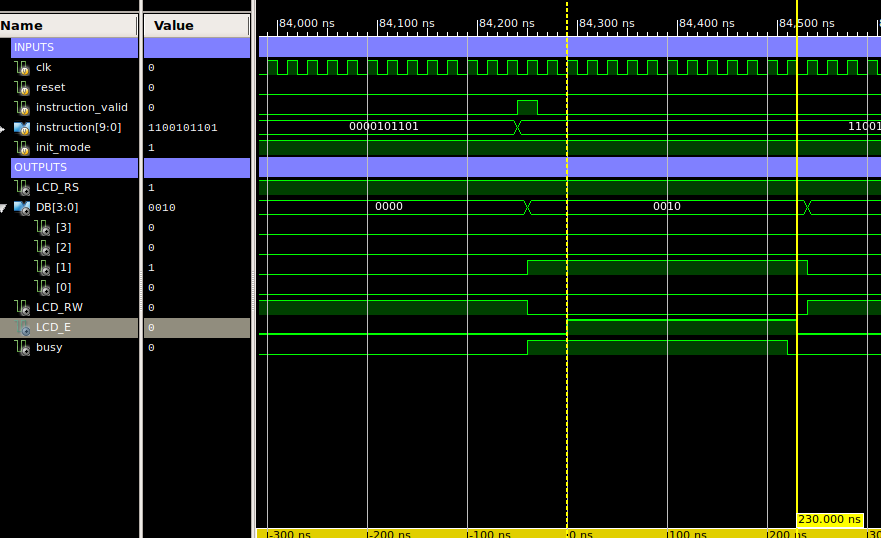 84,000 ns 84,100 ns 84,200 ns 84,300 ns 84,400 ns 84,500 ns
Name Value
INPUTS
clk 0
reset 0
instruction_valid 0
instruction[9:0] 1100101101 0000101101 11001
init_mode 1
OUTPUTS
LCD_RS 1
DB[3:0] 0010 0000 0010
[3] 0
[2] 0
[1] 1
[0] 0
LCD_RW 0
LCD_E 0
busy 0
230.000 ns
-300 ns -200 ns -100 ns 0 ns 100 ns 200 ns